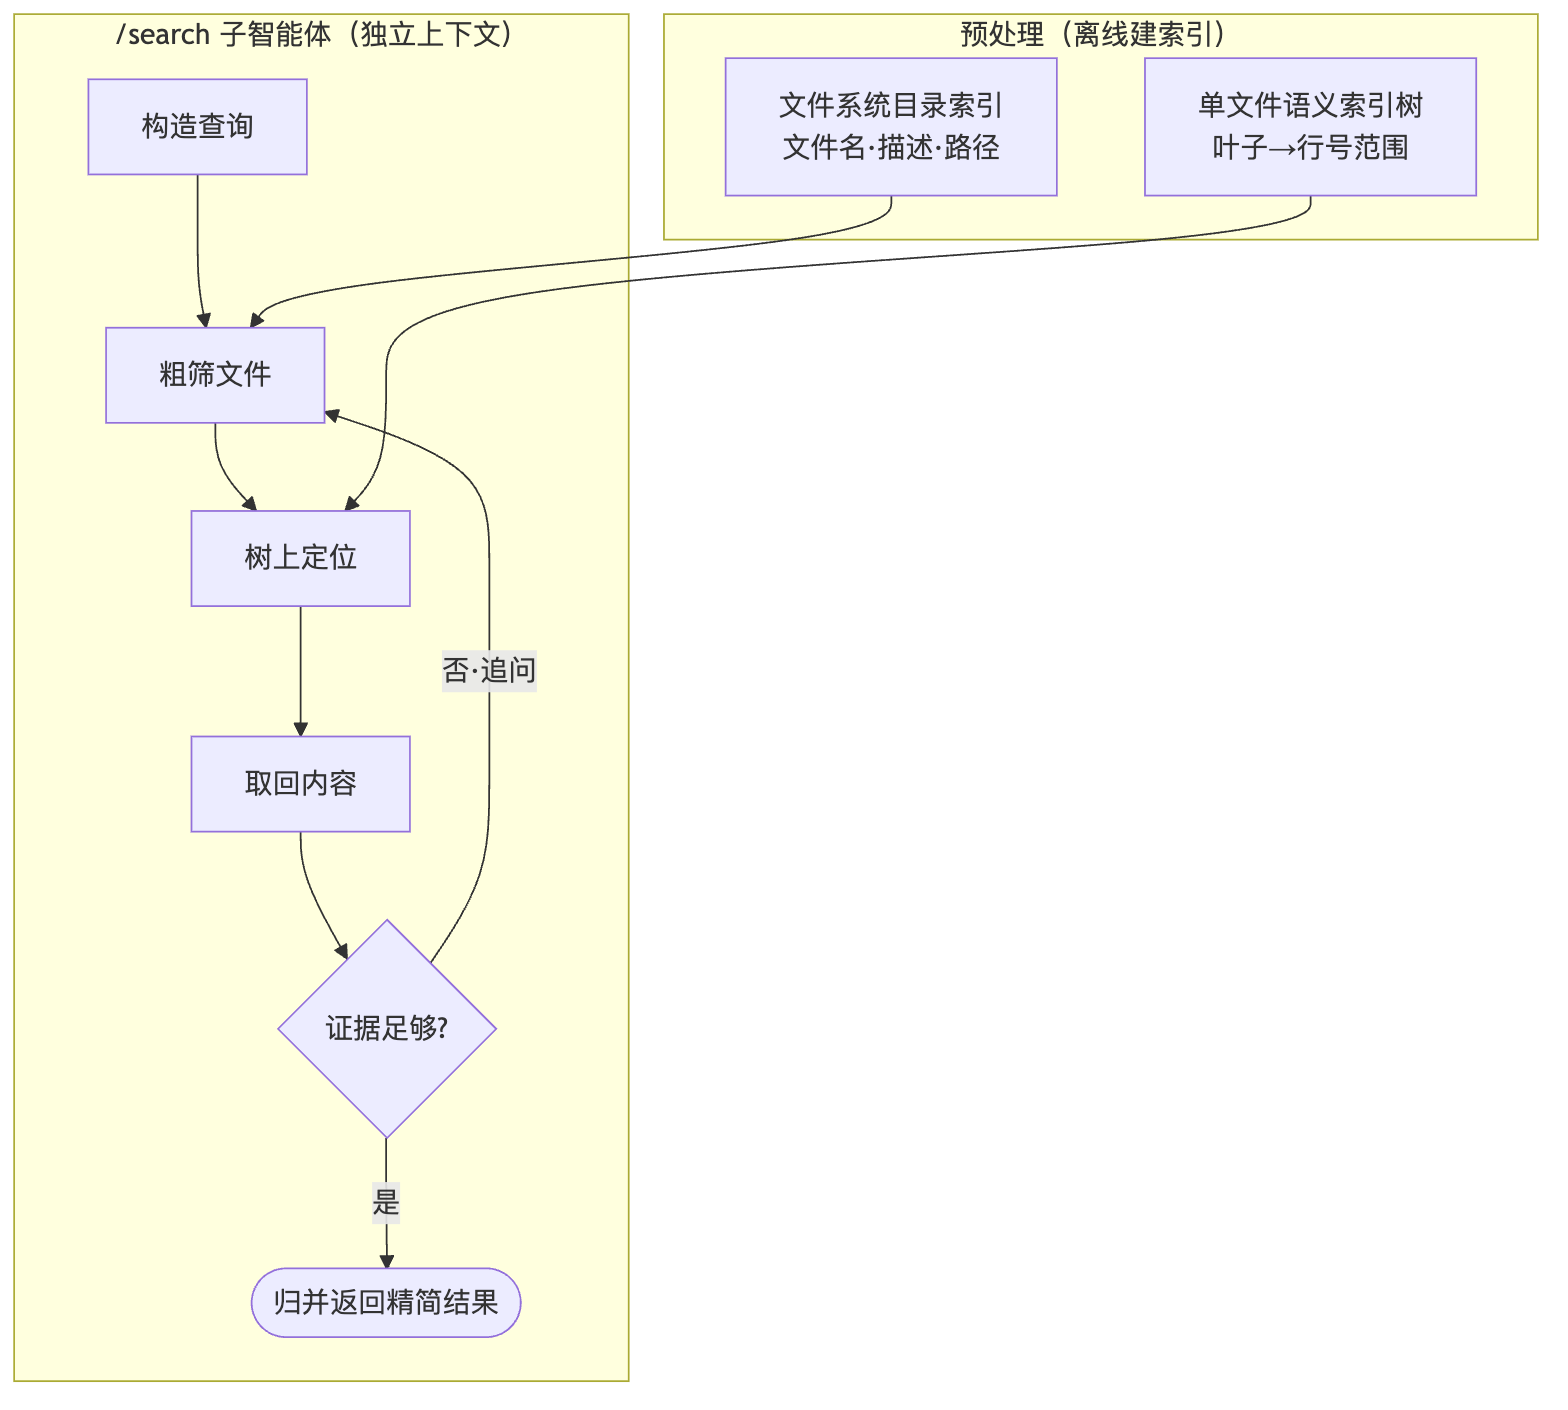 /search 子智能体（独立上下文）
构造查询
粗筛文件
树上定位
取回内容
否·追问
证据足够?
是
归并返回精简结果
预处理（离线建索引）
文件系统目录索引
文件名·描述·路径
单文件语义索引树
叶子→行号范围